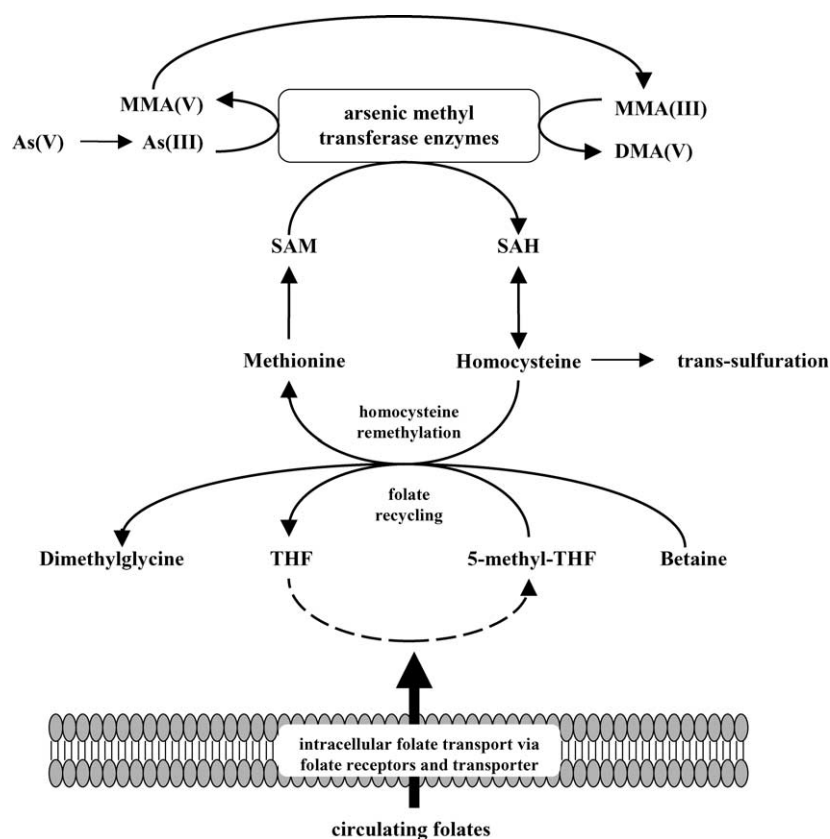 MMA(V)
arsenic methyl
transferase enzymes
MMA(III)
As(V)
As(III)
DMA(V)
SAM
SAH
Methionine
Homocysteine
trans-sulfuration
homocysteine
remethylation
folate
recycling
Dimethylglycine
THF
5-methyl-THF
Betaine
intracellular folate transport via
folate receptors and transporter
circulating folates